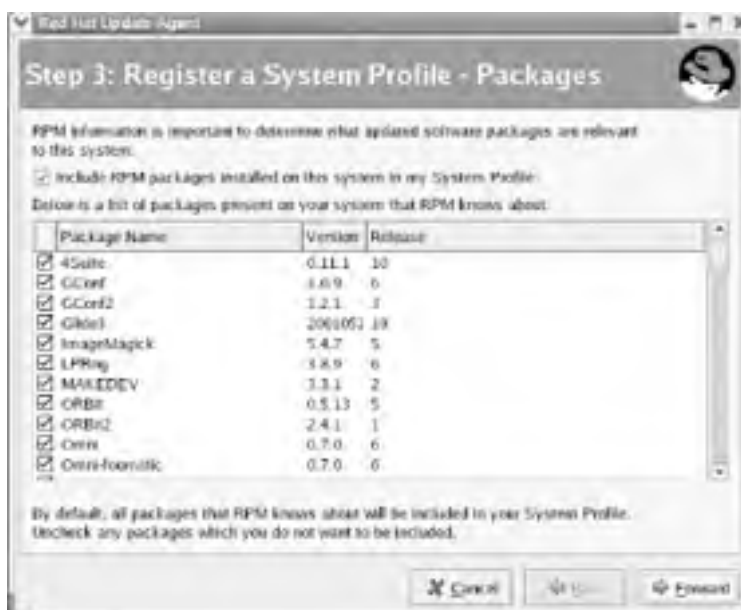 Red Hat Update Agent
Step 3: Register a System Profile - Packages
RPM information is important to determine what updated software packages are relevant
to this system.
Include RPM packages installed on this system in my System Profile
Below is a list of packages present on your system that RPM knows about
Package Name Version Release
4Suite 0.11.1 10
GConf 1.0.9 6
GConf2 1.2.1 3
Glide3 19
ImageMagick 5.4.7 5
LPRng 3.8.9 6
MAKEDEV 3.3.1 2
ORBit 0.5.13 5
ORBit2 2.4.1 1
Omni 0.7.0 6
Omni-foomatic 0.7.0 6
By default, all packages that RPM knows about will be included in your System Profile.
Uncheck any packages which you do not want to be included.
Cancel
Forward